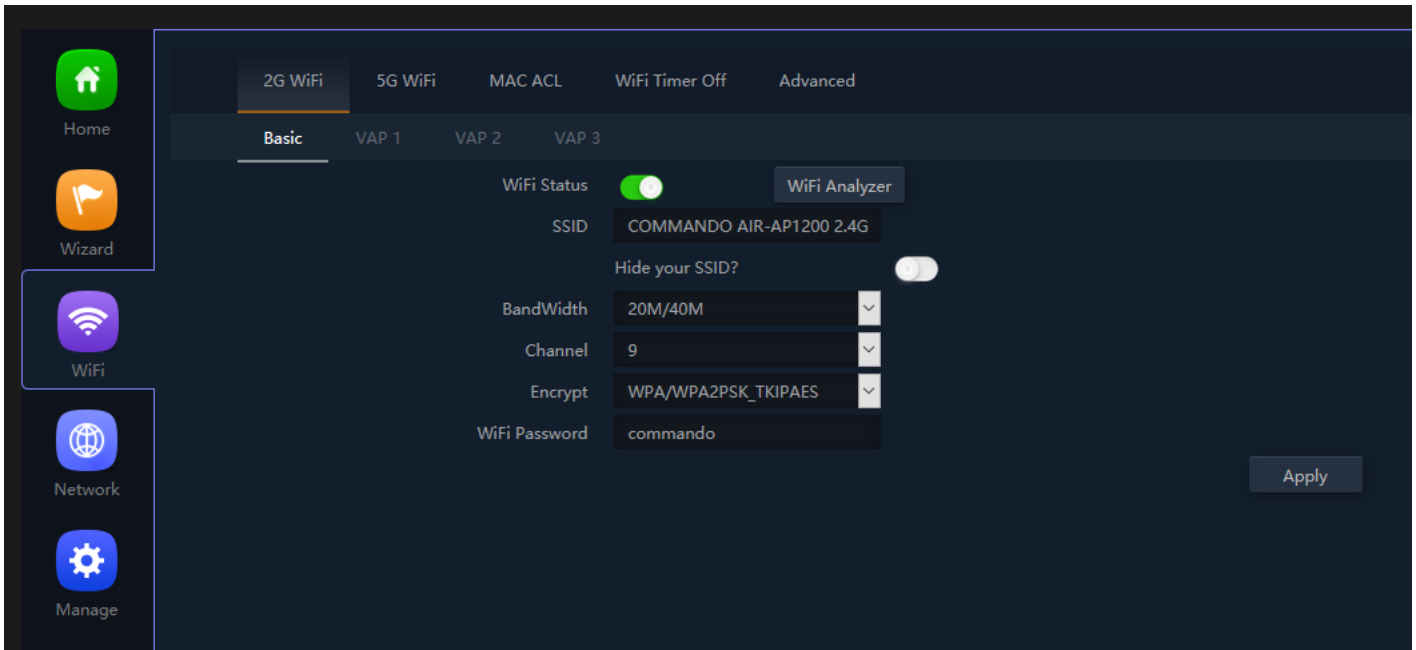 Home
Wizard
WiFi
Network
Manage
2G WiFi 5G WiFi MAC ACL WiFi Timer Off Advanced
Basic VAP 1 VAP 2 VAP 3
WiFi Status WiFi Analyzer
SSID COMMANDO AIR-AP1200 2.4G
Hide your SSID?
BandWidth 20M/40M
Channel 9
Encrypt WPA/WPA2PSK_TKIPAES
WiFi Password commando
Apply